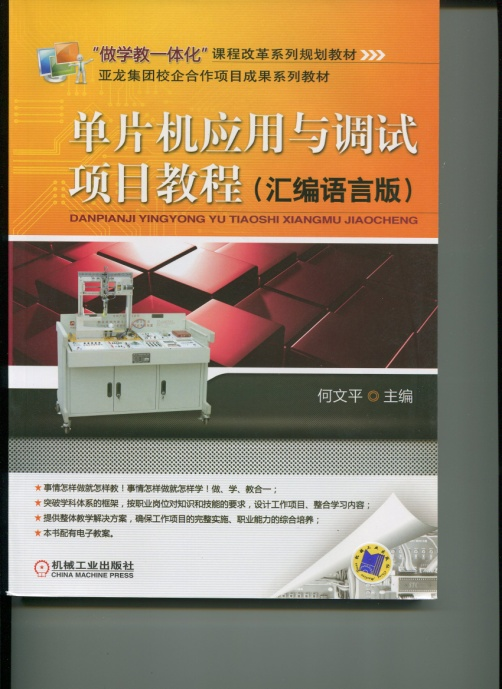 “做学教一体化”课程改革系列规划教材
亚龙集团校企合作项目成果系列教材
单片机应用与调试
项目教程（汇编语言版）
DANPIANJI YINGYONG YU TIAOSHI XIANGMU JIAOCHENG
何文平 主编
★事情怎样做就怎样教！事情怎样做就怎样学！做、学、教合一；
★突破学科体系的框架，按职业岗位对知识和技能的要求，设计工作项目、整合学习内容；
★提供整体教学解决方案，确保工作项目的完整实施、职业能力的综合培养；
★本书配有电子教案。
机械工业出版社
CHINA MACHINE PRESS